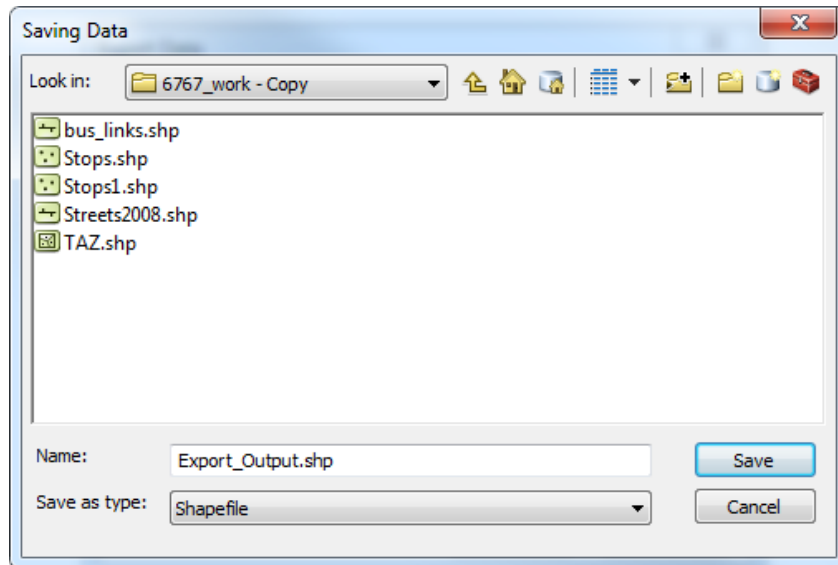 Saving Data
Look in:
6767_work - Copy
bus_links.shp
Stops.shp
Stops1.shp
Streets2008.shp
TAZ.shp
Name:
Export_Output.shp
Save
Save as type:
Shapefile
Cancel